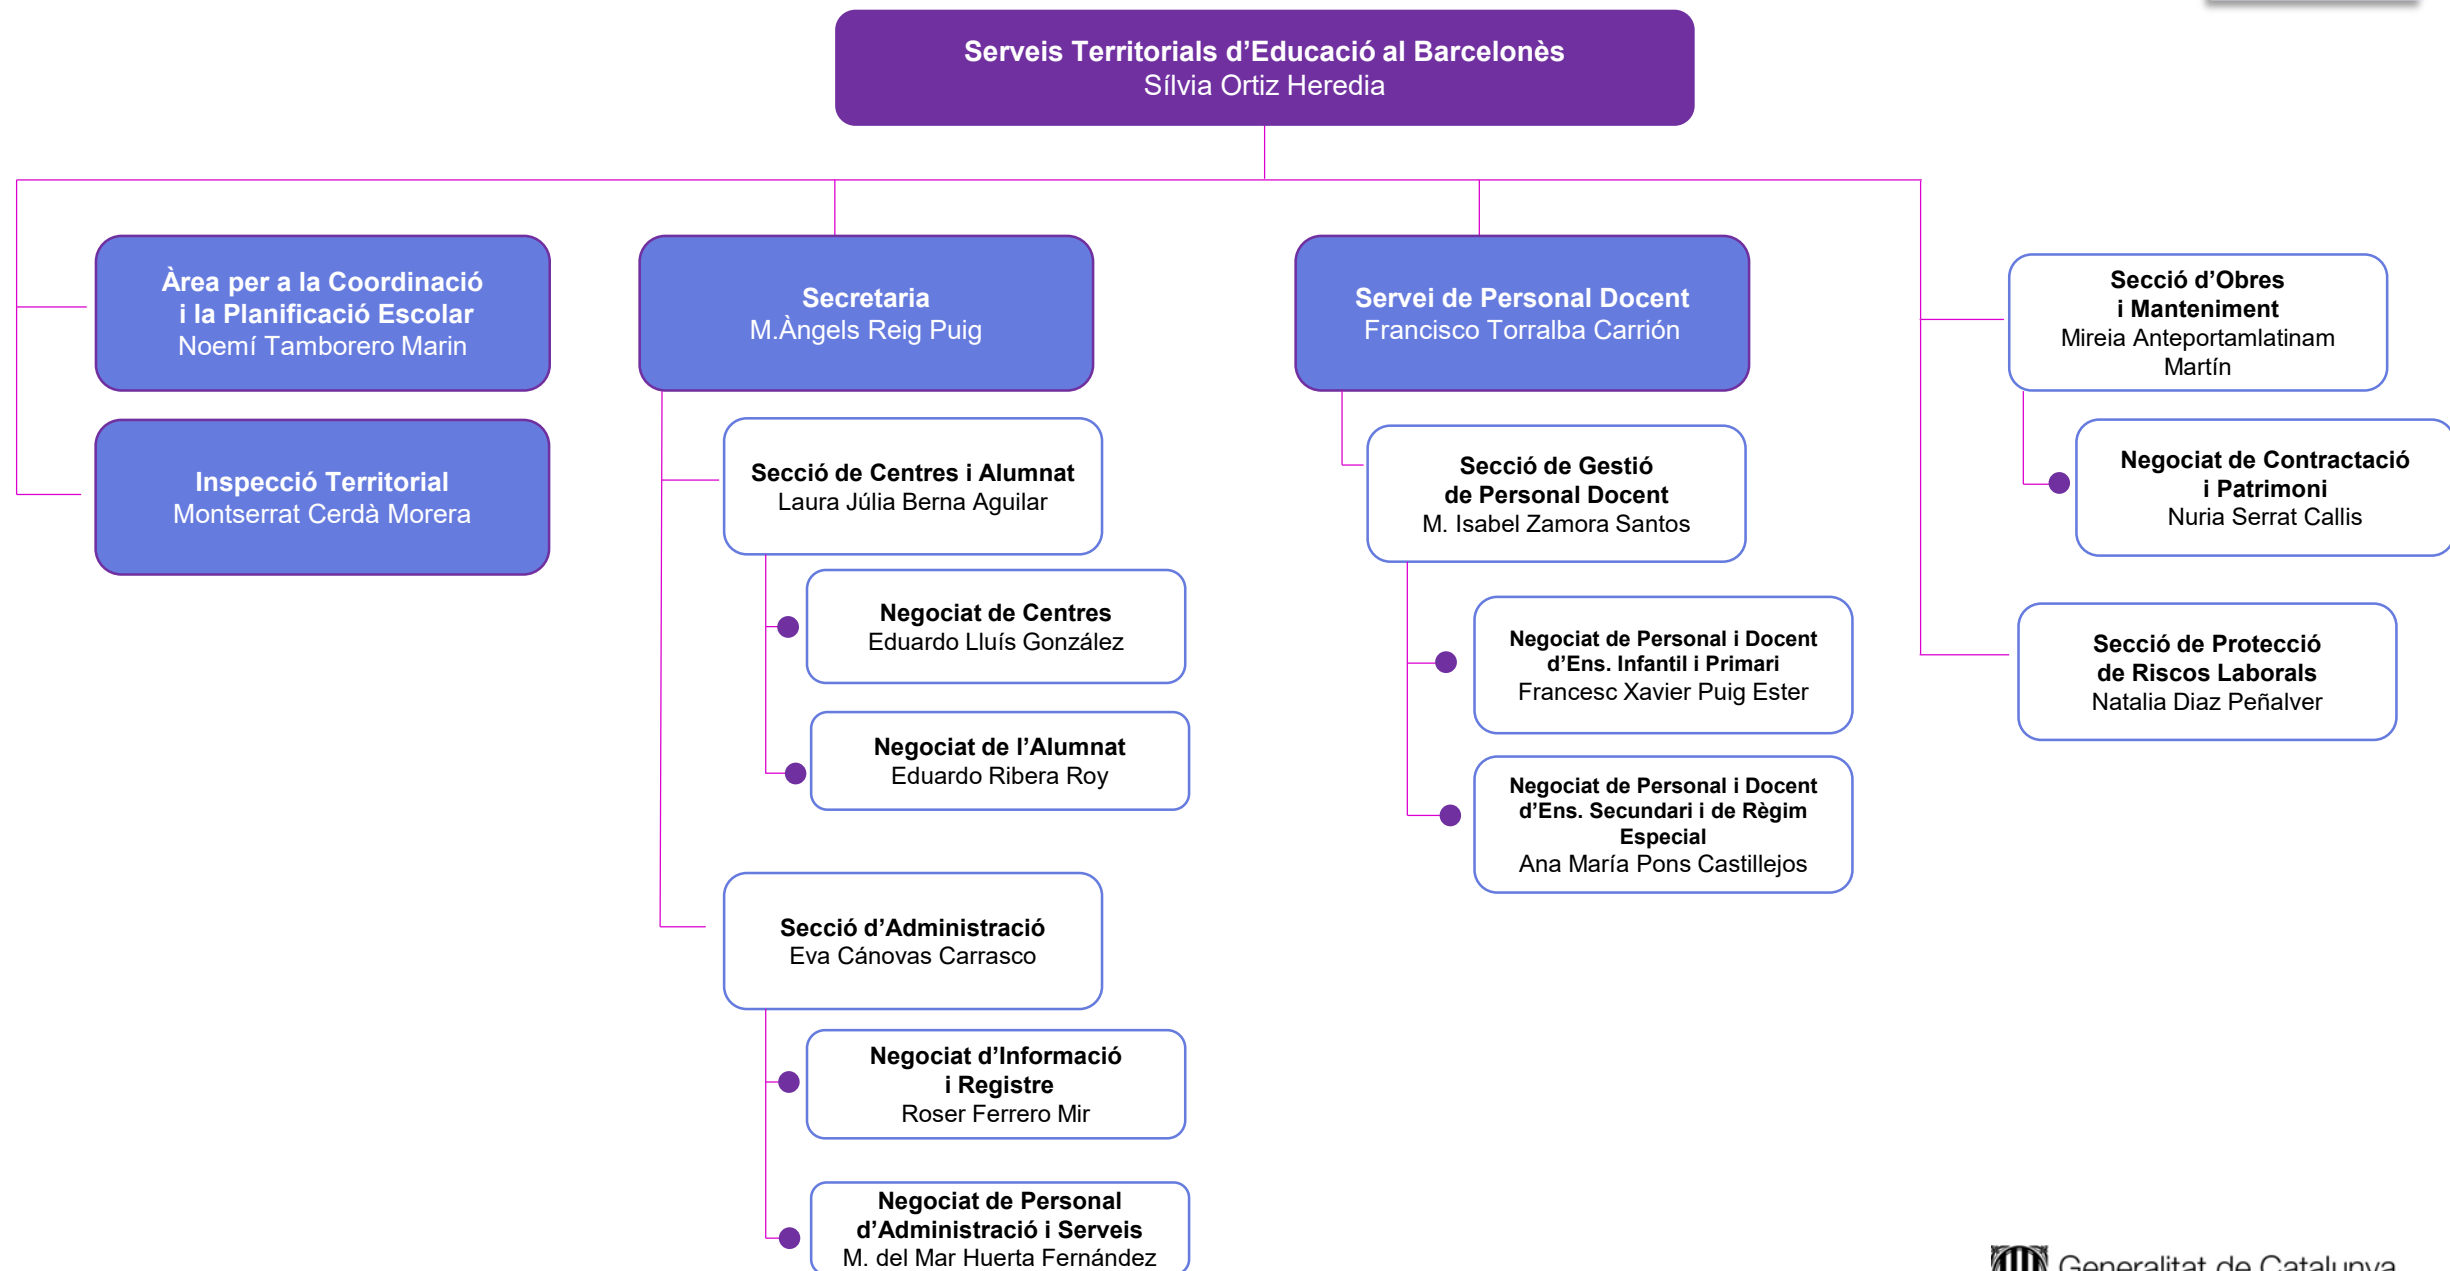 Serveis Territorials d’Educació al Barcelonès
Sílvia Ortiz Heredia
Àrea per a la Coordinació
i la Planificació Escolar
Noemí Tamborero Marin
Inspecció Territorial
Montserrat Cerdà Morera
Secretaria
M.Àngels Reig Puig
Secció de Centres i Alumnat
Laura Júlia Berna Aguilar
Negociat de Centres
Eduardo Lluís González
Negociat de l’Alumnat
Eduardo Ribera Roy
Secció d’Administració
Eva Cánovas Carrasco
Negociat d’Informació
i Registre
Roser Ferrero Mir
Negociat de Personal
d’Administració i Serveis
M. del Mar Huerta Fernández
Servei de Personal Docent
Francisco Torralba Carrión
Secció de Gestió
de Personal Docent
M. Isabel Zamora Santos
Negociat de Personal i Docent
d’Ens. Infantil i Primari
Francesc Xavier Puig Ester
Negociat de Personal i Docent
d’Ens. Secundari i de Règim
Especial
Ana María Pons Castillejos
Secció d’Obres
i Manteniment
Mireia Anteportamlatinam
Martín
Negociat de Contractació
i Patrimoni
Nuria Serrat Callis
Secció de Protecció
de Riscos Laborals
Natalia Diaz Peñalver
Generalitat de Catalunya